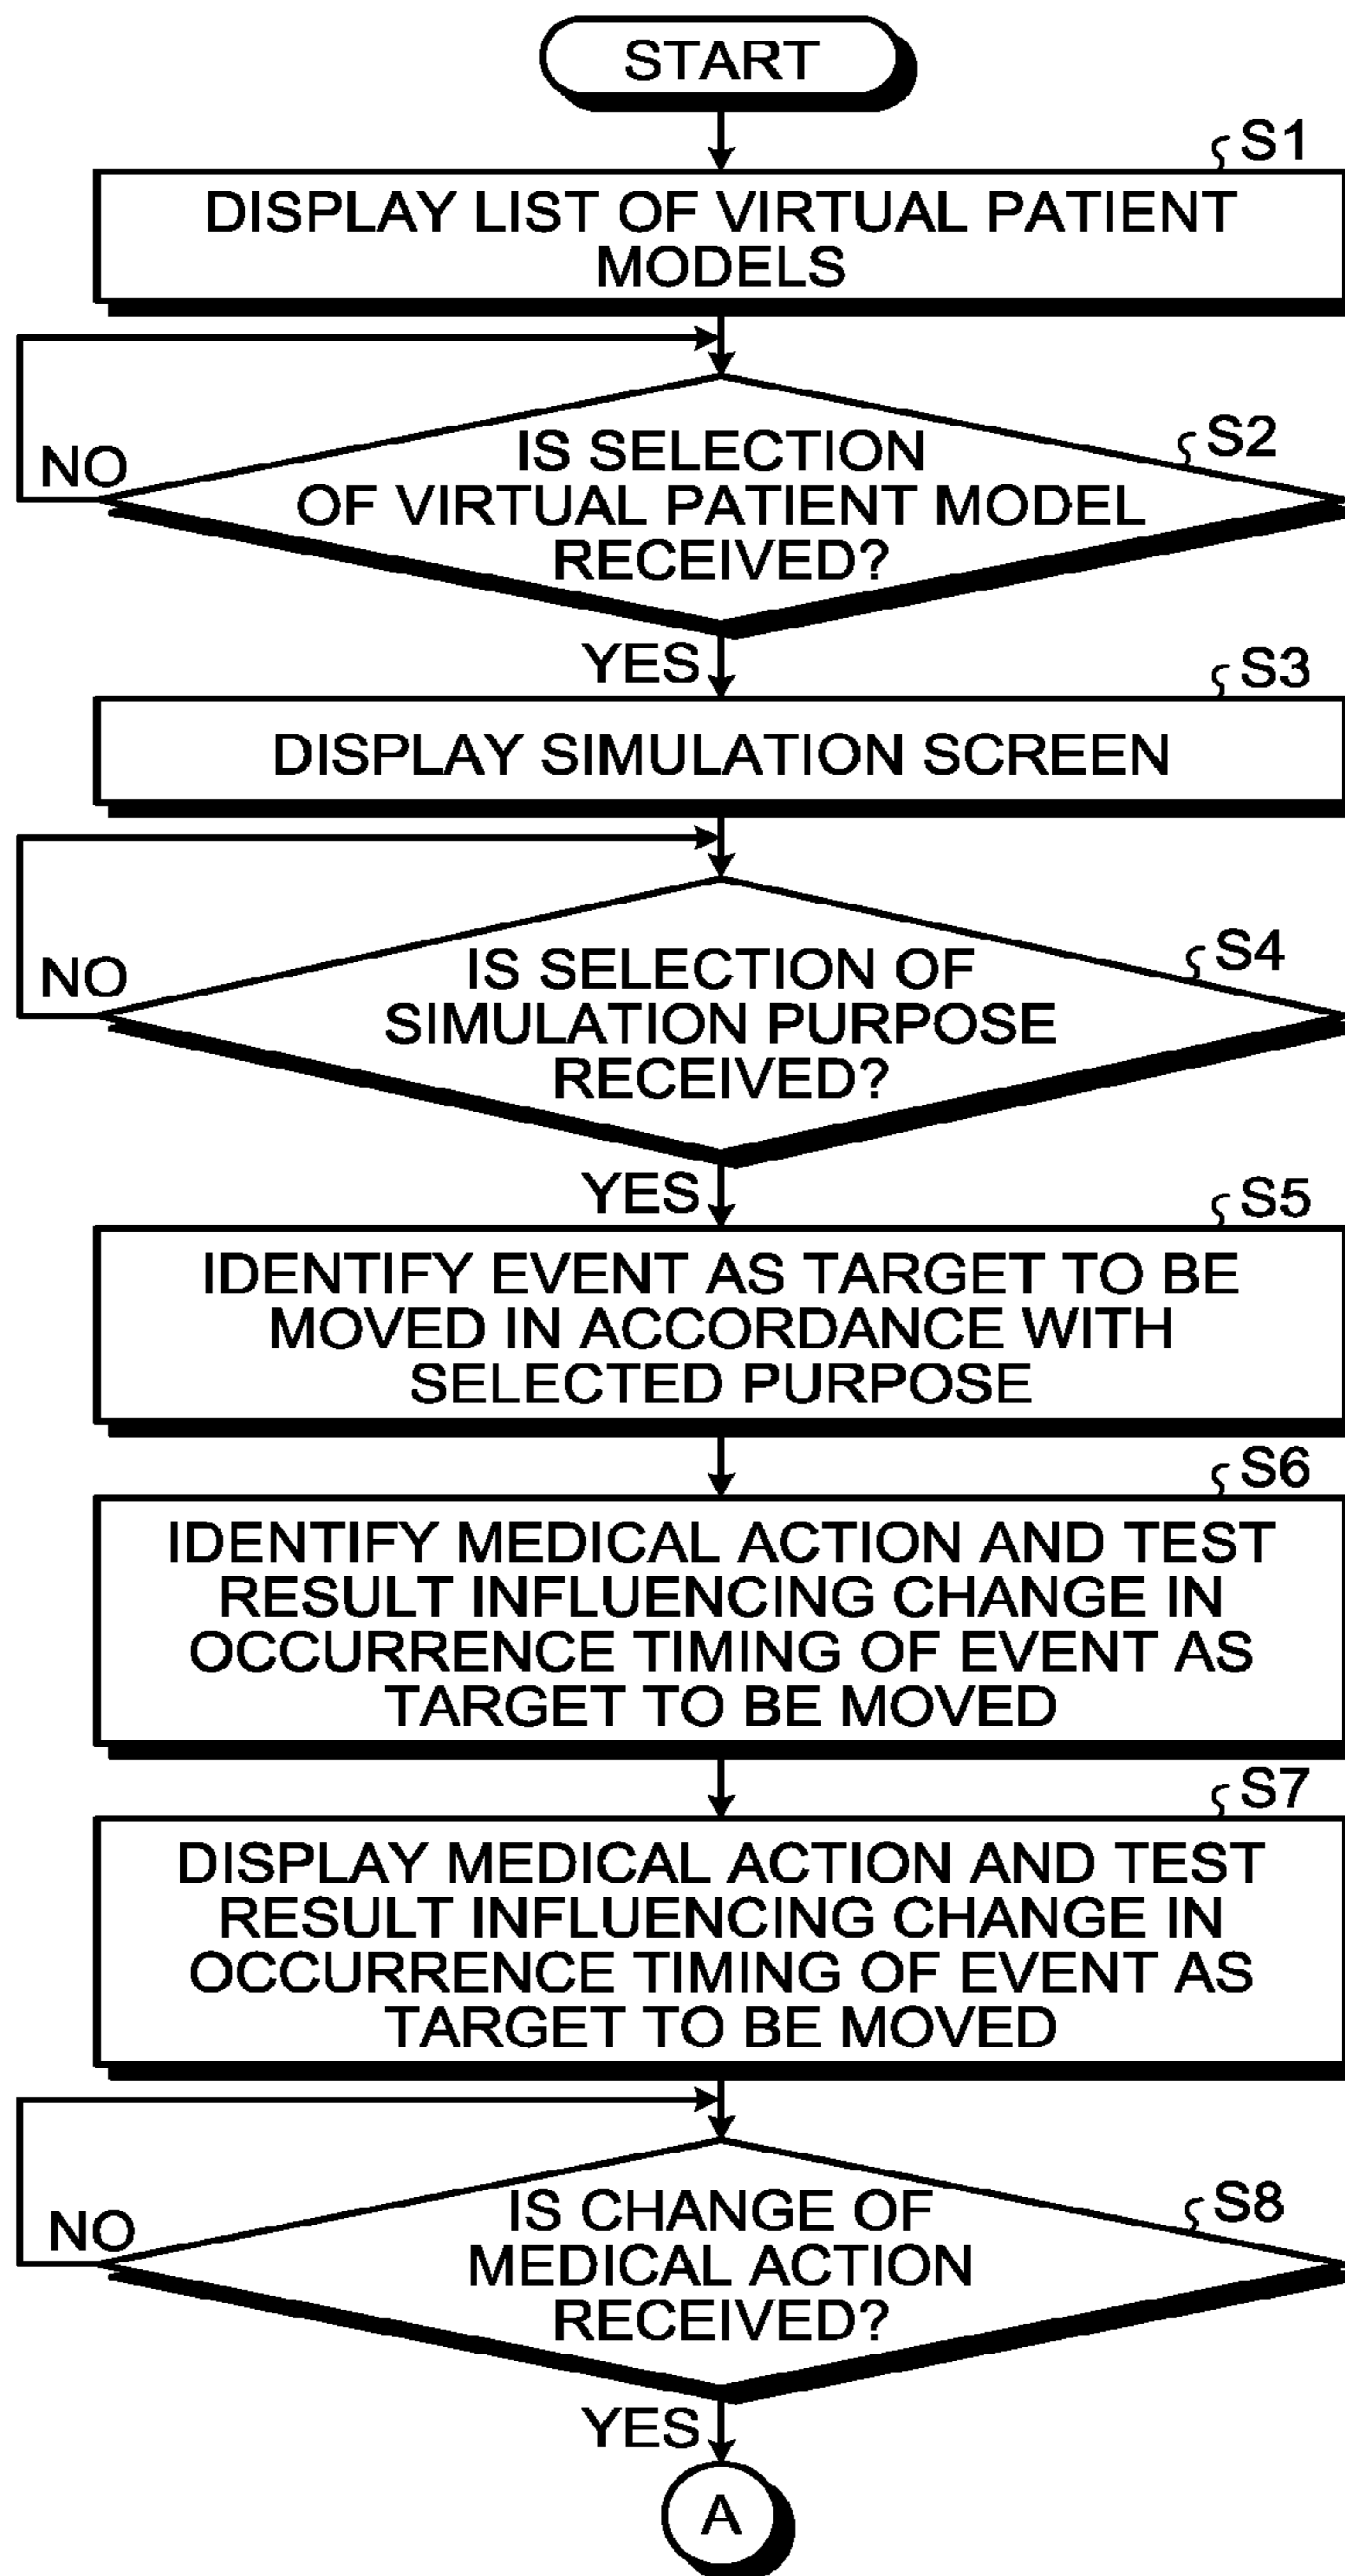 START
S1
DISPLAY LIST OF VIRTUAL PATIENT
MODELS
S2
IS SELECTION
NO
OF VIRTUAL PATIENT MODEL
RECEIVED?
YES
S3
DISPLAY SIMULATION SCREEN
S4
IS SELECTION OF
NO
SIMULATION PURPOSE
RECEIVED?
YES
S5
IDENTIFY EVENT AS TARGET TO BE
MOVED IN ACCORDANCE WITH
SELECTED PURPOSE
S6
IDENTIFY MEDICAL ACTION AND TEST
RESULT INFLUENCING CHANGE IN
OCCURRENCE TIMING OF EVENT AS
TARGET TO BE MOVED
S7
DISPLAY MEDICAL ACTION AND TEST
RESULT INFLUENCING CHANGE IN
OCCURRENCE TIMING OF EVENT AS
TARGET TO BE MOVED
S8
IS CHANGE OF
NO
MEDICAL ACTION
RECEIVED?
YES
A